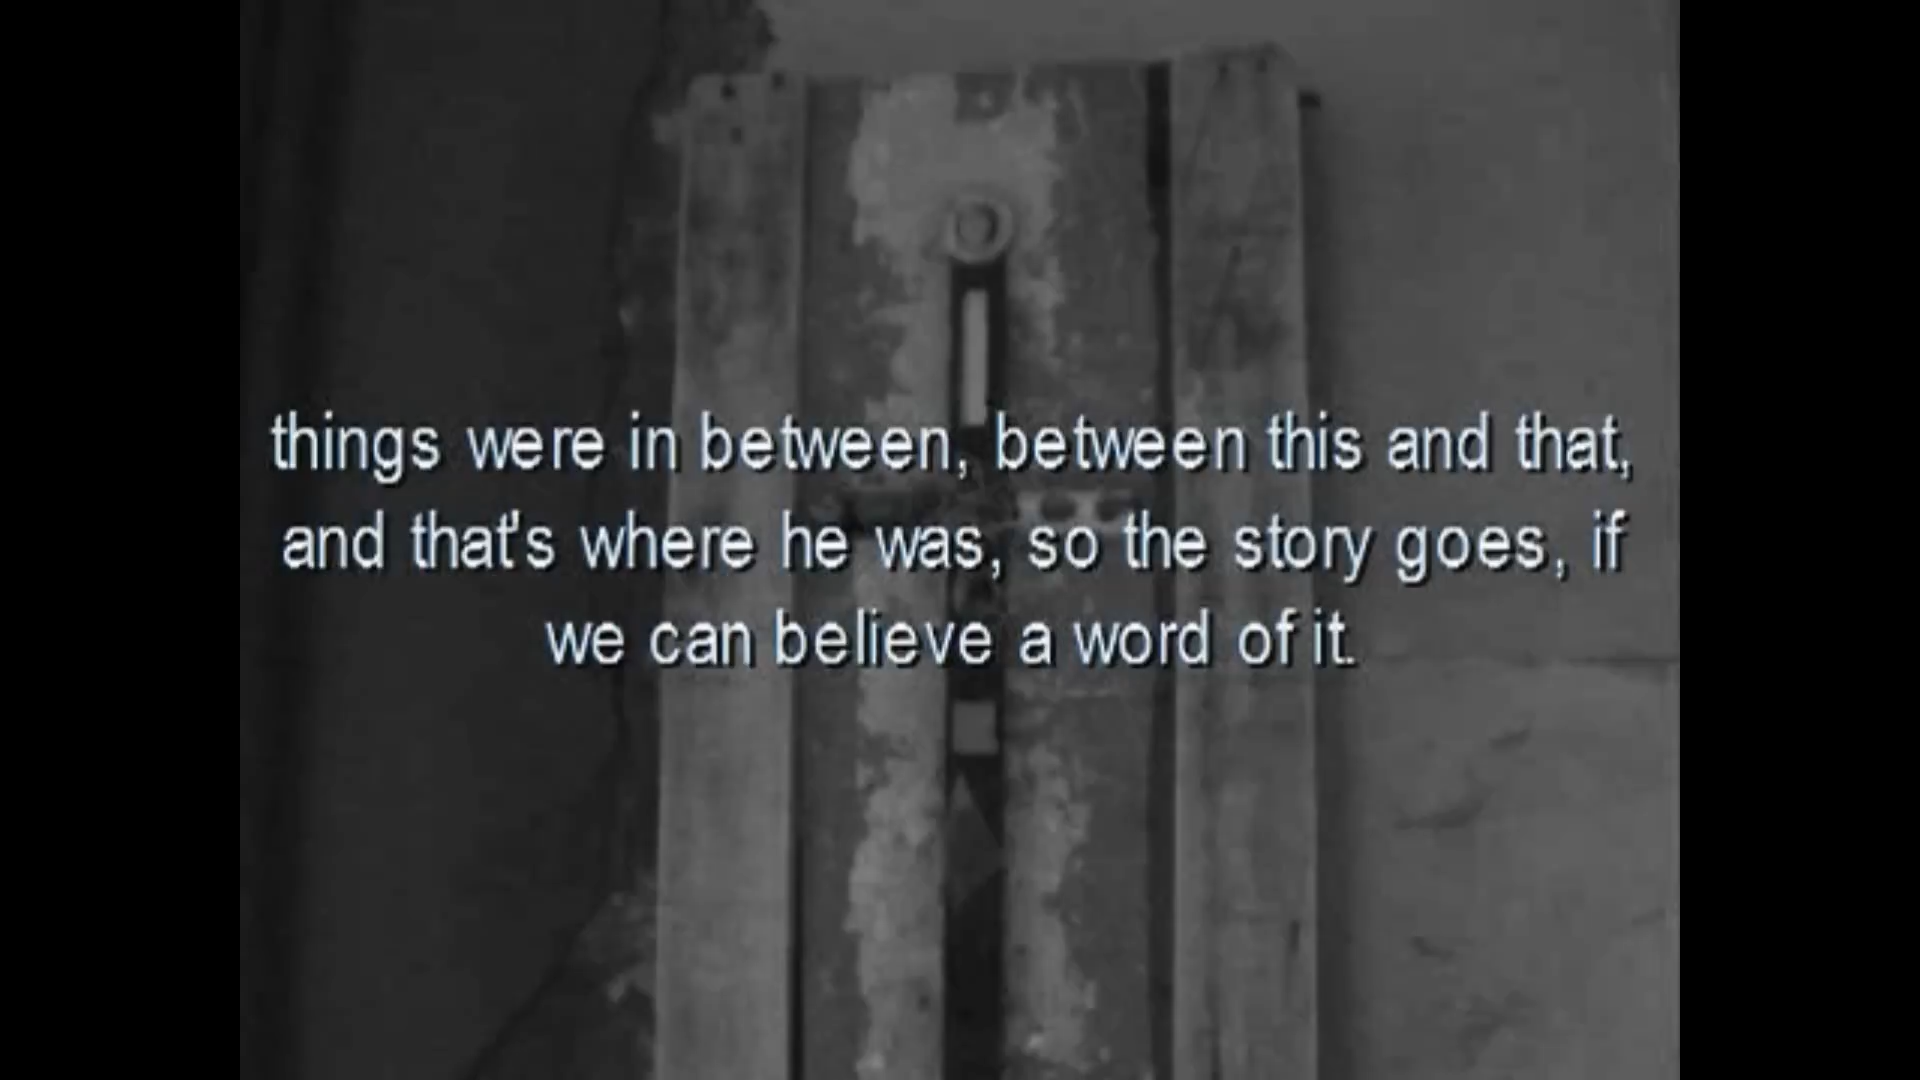 things were in between, between this and that,
and that's where he was, so the story goes, if
we can believe a word of it.